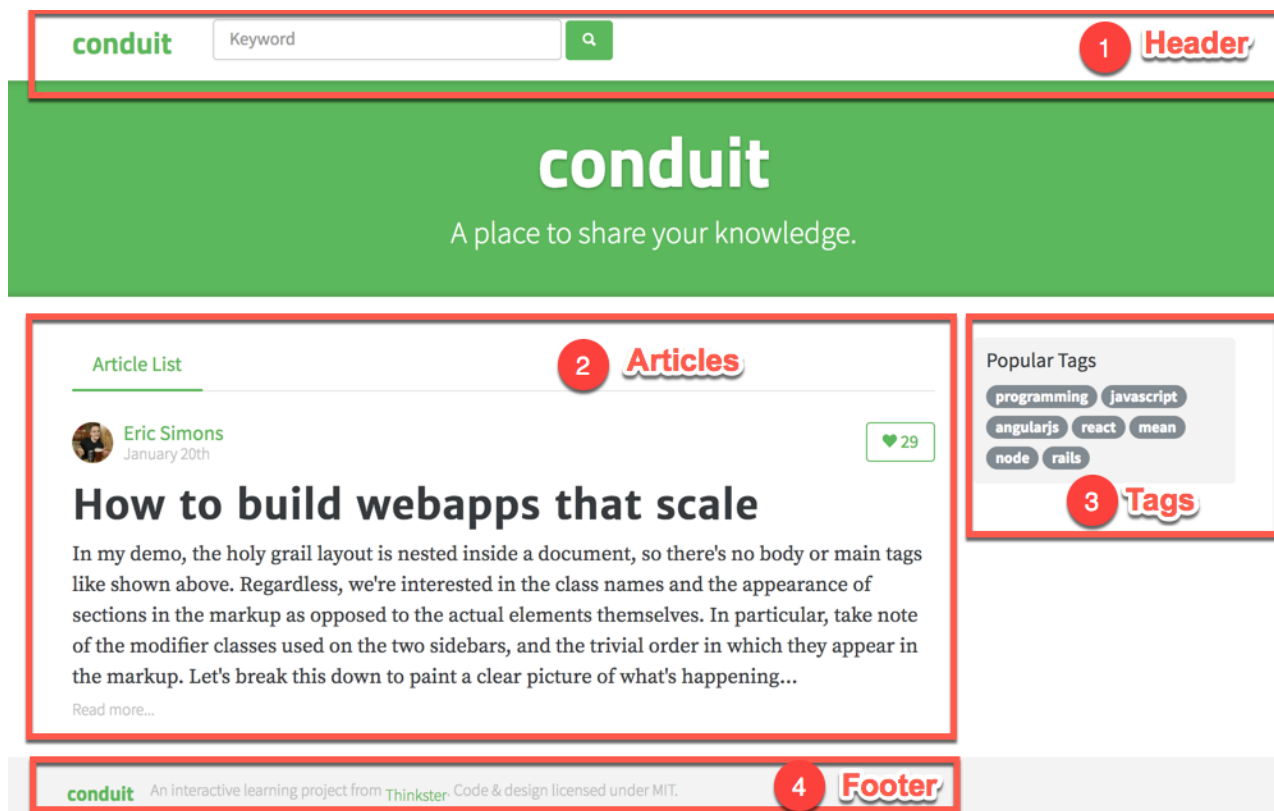 conduit Keyword
1 Header
conduit
A place to share your knowledge.
Article List
2 Articles
Eric Simons
January 20th
29
How to build webapps that scale
In my demo, the holy grail layout is nested inside a document, so there's no body or main tags
like shown above. Regardless, we're interested in the class names and the appearance of
sections in the markup as opposed to the actual elements themselves. In particular, take note
of the modifier classes used on the two sidebars, and the trivial order in which they appear in
the markup. Let's break this down to paint a clear picture of what's happening...
Read more...
Popular Tags
programming javascript
angularjs react mean
node rails
3 Tags
conduit An interactive learning project from Thinkster. Code & design licensed under MIT.
4 Footer